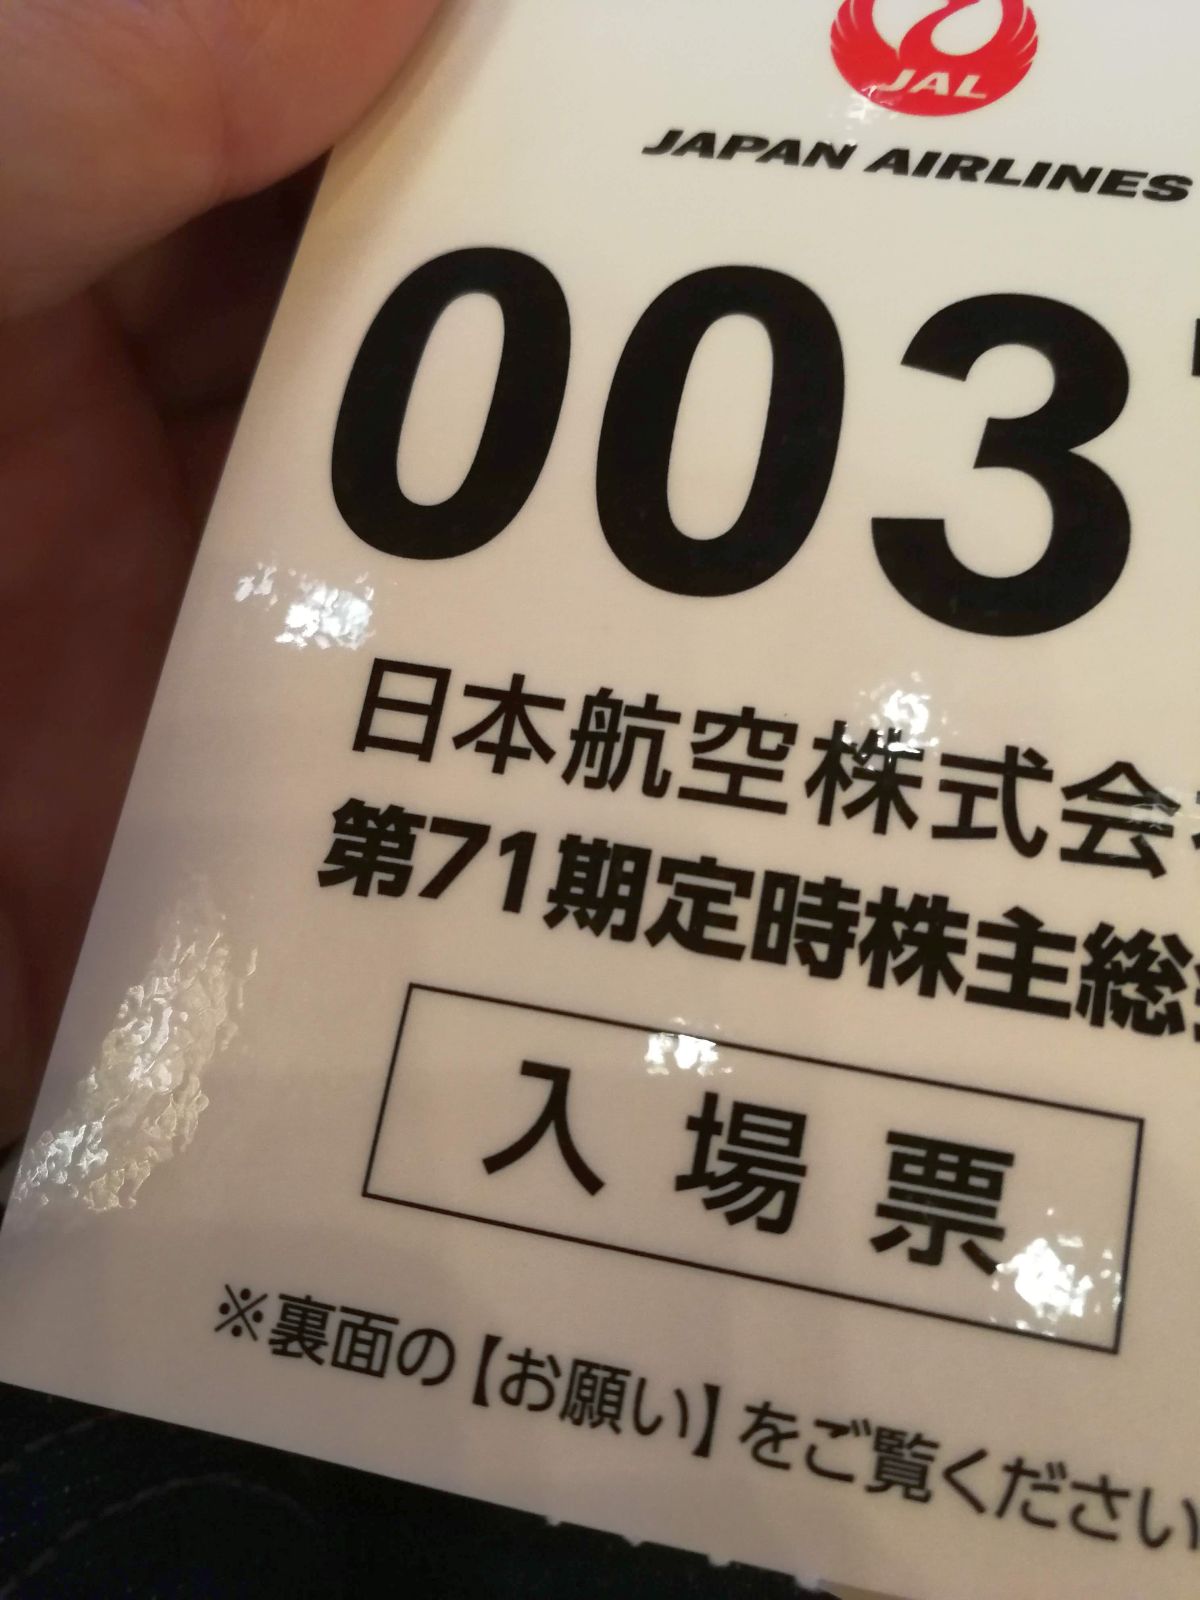 JAL
JAPAN AIRLINES
003
日本航空株式会
第71期定時株主総
入場票
※裏面の【お願い】をご覧ください